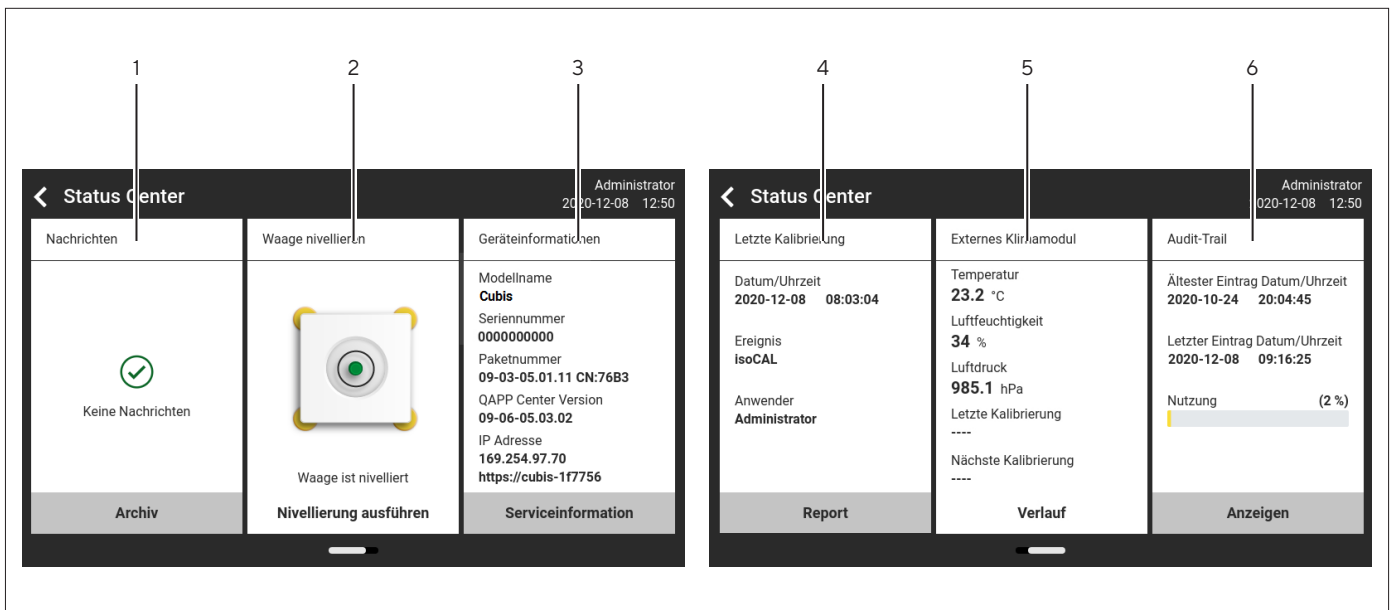 1 2 3 4 5 6
Status Center
Administrator
2020-12-08 12:50
Nachrichten
Keine Nachrichten
Archiv
Waage nivellieren
Waage ist nivelliert
Nivellierung ausführen
Geräteinformationen
Modellname
Cubis
Seriennummer
0000000000
Paketnummer
09-03-05.01.11 CN:76B3
QAPP Center Version
09-06-05.03.02
IP Adresse
169.254.97.70
https://cubis-1f7756
Serviceinformation
Status Center
Administrator
2020-12-08 12:50
Letzte Kalibrierung
Datum/Uhrzeit
2020-12-08 08:03:04
Ereignis
isoCAL
Anwender
Administrator
Report
Externes Klimamodul
Temperatur
23.2 °C
Luftfeuchtigkeit
34 %
Luftdruck
985.1 hPa
Letzte Kalibrierung
----
Nächste Kalibrierung
----
Verlauf
Audit-Trail
Ältester Eintrag Datum/Uhrzeit
2020-10-24 20:04:45
Letzter Eintrag Datum/Uhrzeit
2020-12-08 09:16:25
Nutzung (2 %)
Anzeigen